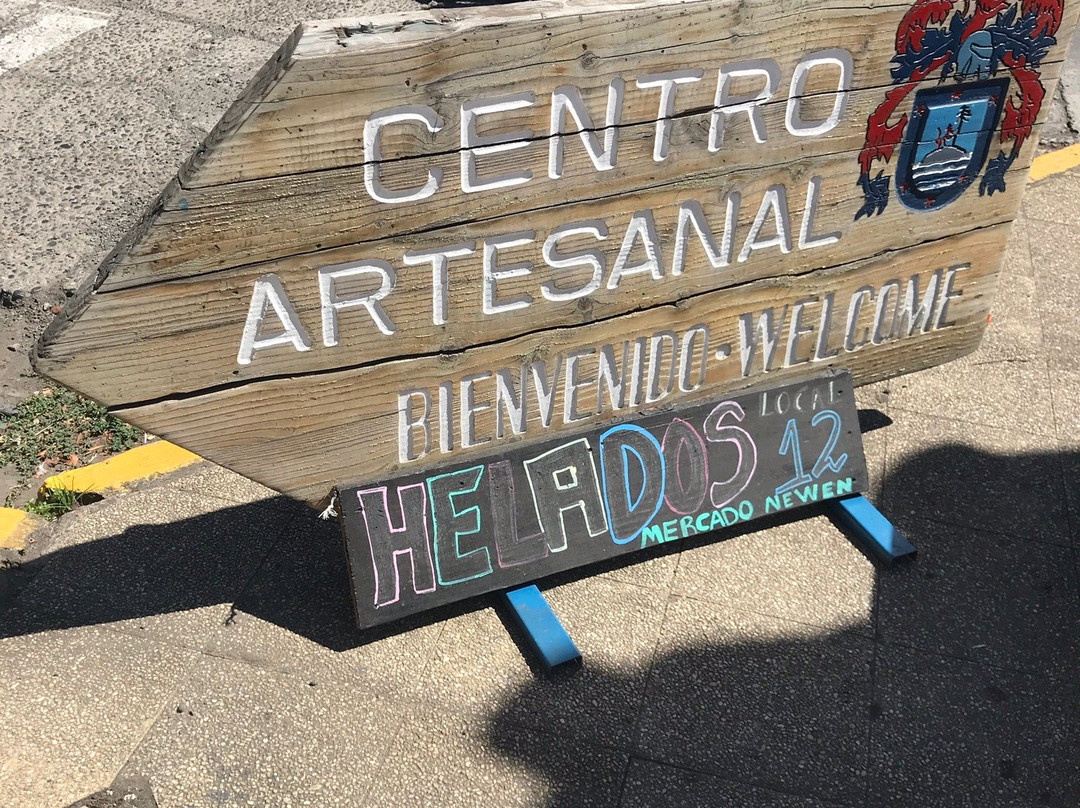 CENTRO
ARTESANAL
BIENVENIDO · WELCOME
HELADOS LOCAL 12
MERCADO NEWEN